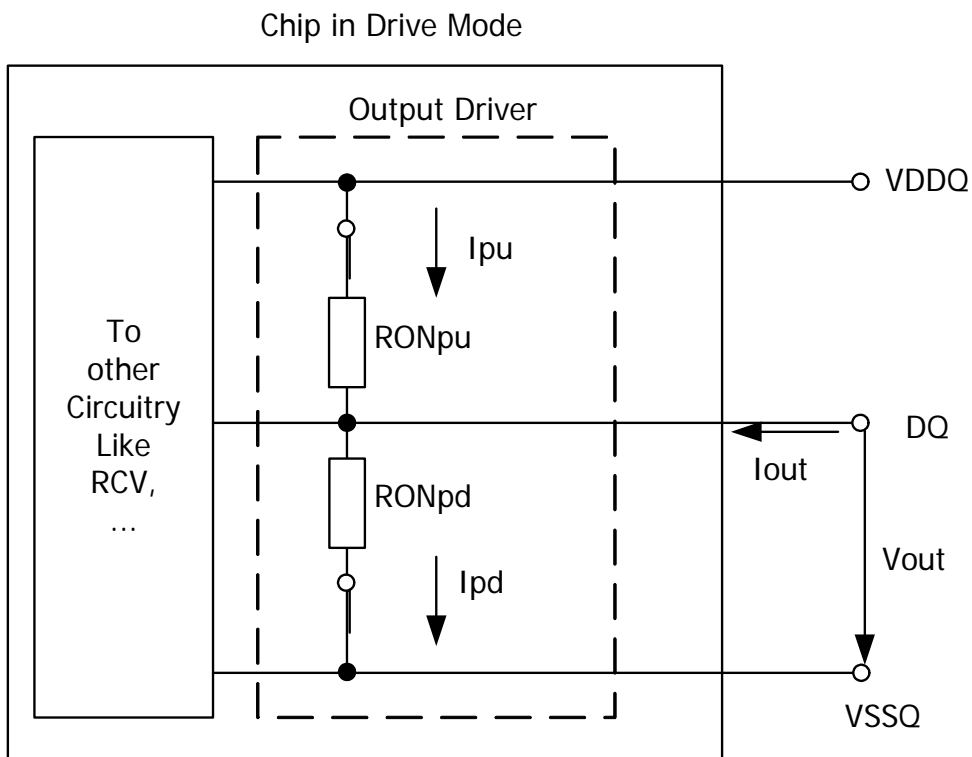 Chip in Drive Mode
Output Driver
VDDQ
Ipu
RONpu
To
other
Circuitry
Like
RCV,
...
DQ
Iout
RONpd
Vout
Ipd
VSSQ